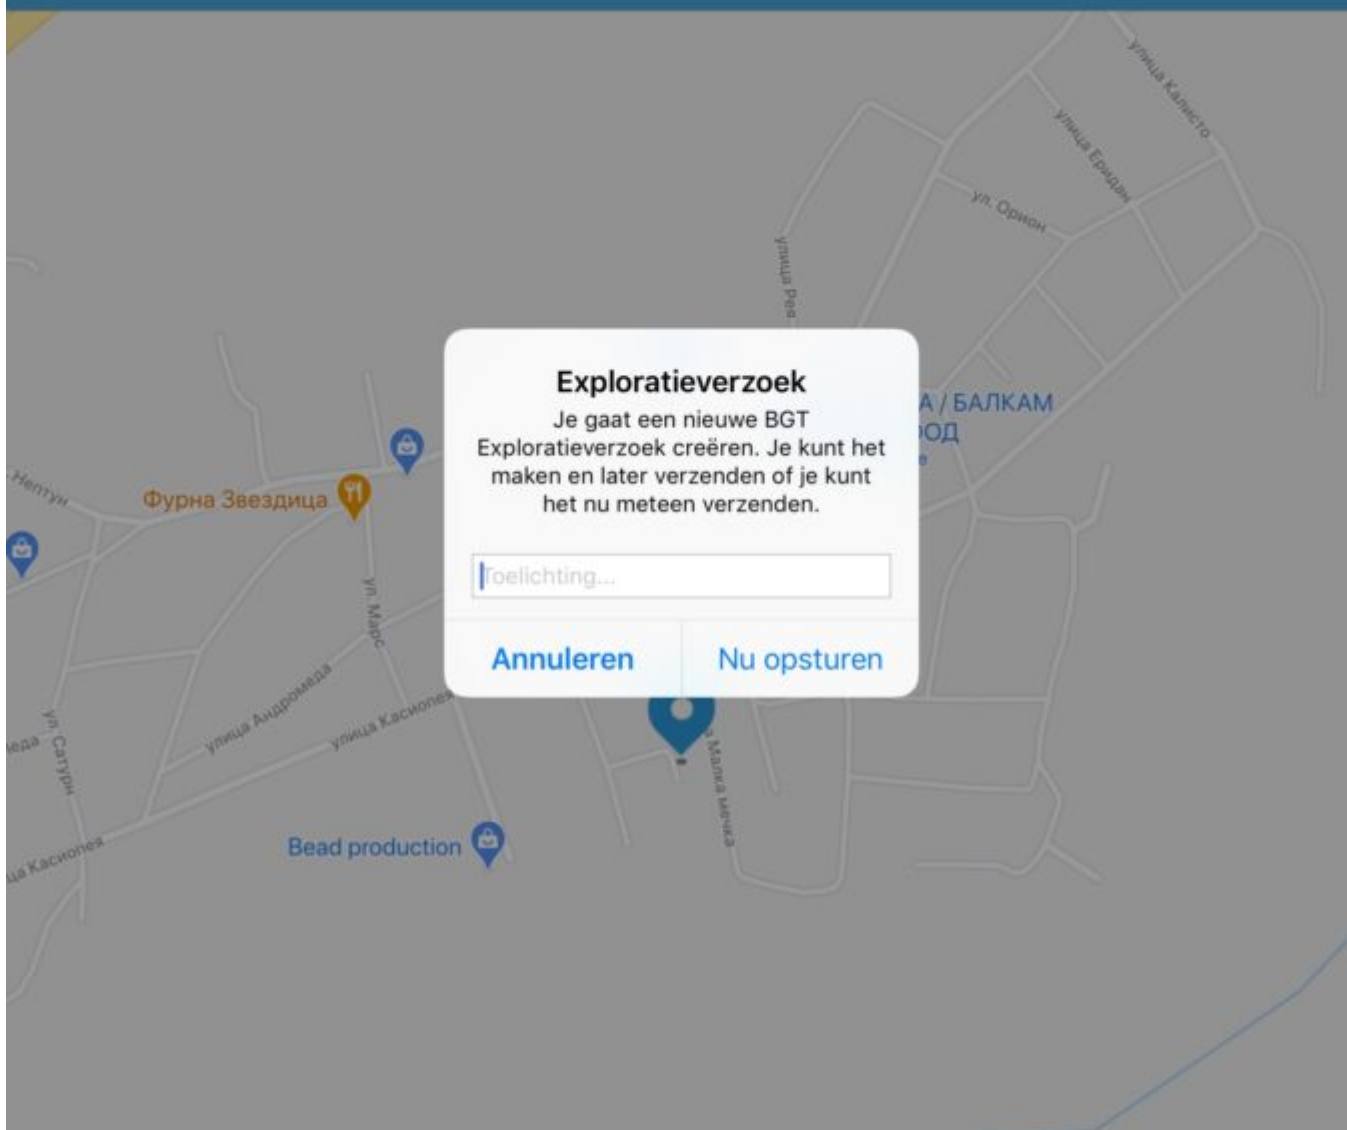 улица Калисто
улица Еридан
ул. Орион
улица Рея
Exploratieverzoek
Je gaat een nieuwe BGT
Exploratieverzoek creëren. Je kunt het
maken en later verzenden of je kunt
het nu meteen verzenden.
Toelichting...
Annuleren
Nu opsturen
А / БАЛКАМ
ООД
Нептун
Фурна Звездица
ул. Марс
улица Андромеда
улица Касиопея
ул. Сатурн
Малка мечка
Bead production
Касиопея